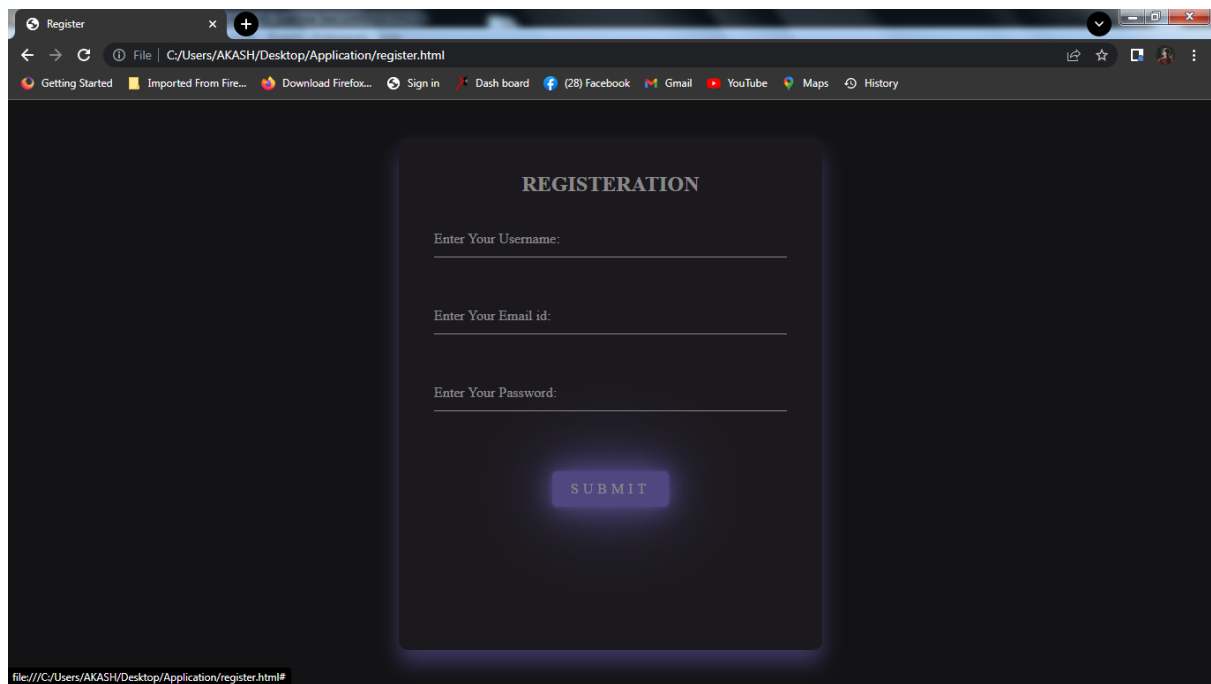 Register
File C:/Users/AKASH/Desktop/Application/register.html
Getting Started Imported From Fire... Download Firefox... Sign in Dash board (28) Facebook Gmail YouTube Maps History
REGISTERATION
Enter Your Username:
Enter Your Email id:
Enter Your Password:
SUBMIT
file:///C:/Users/AKASH/Desktop/Application/register.html#